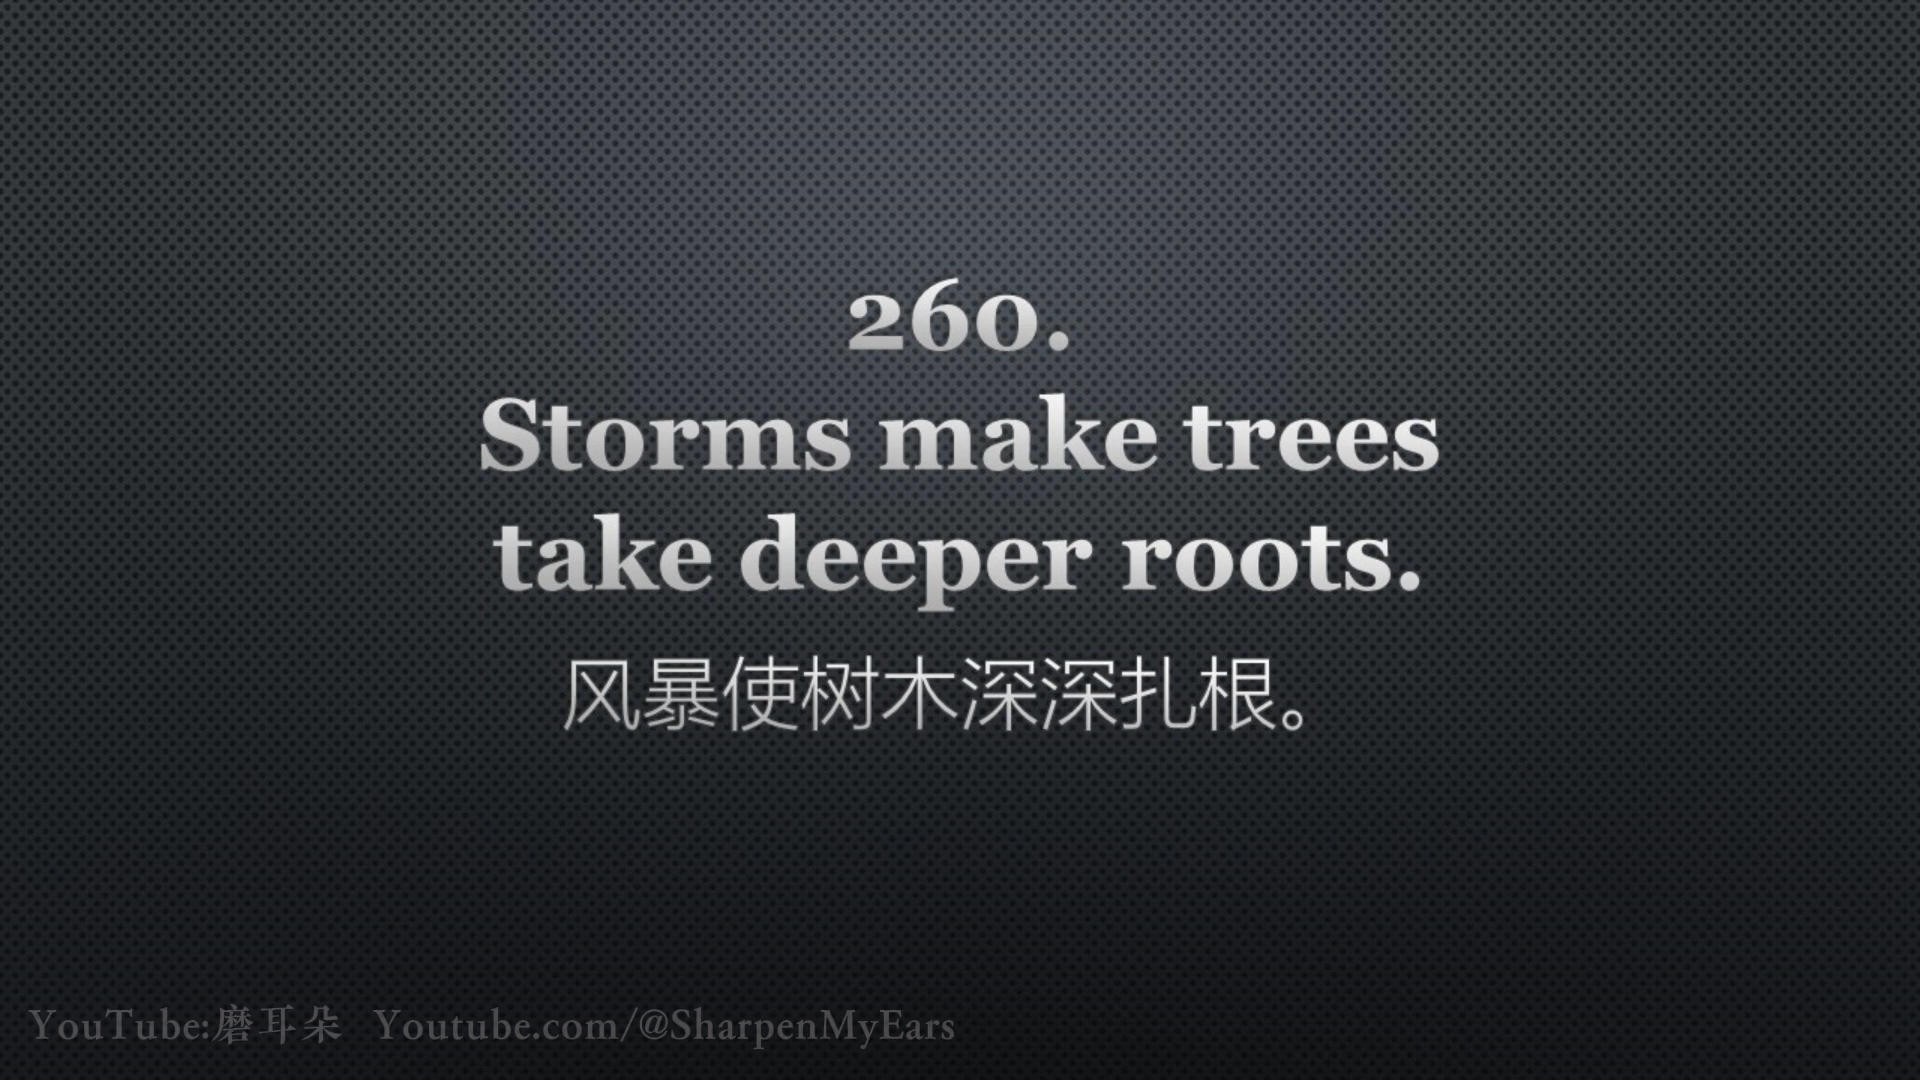 260.
Storms make trees
take deeper roots.
风暴使树木深深扎根。
YouTube:磨耳朵  Youtube.com/@SharpenMyEars